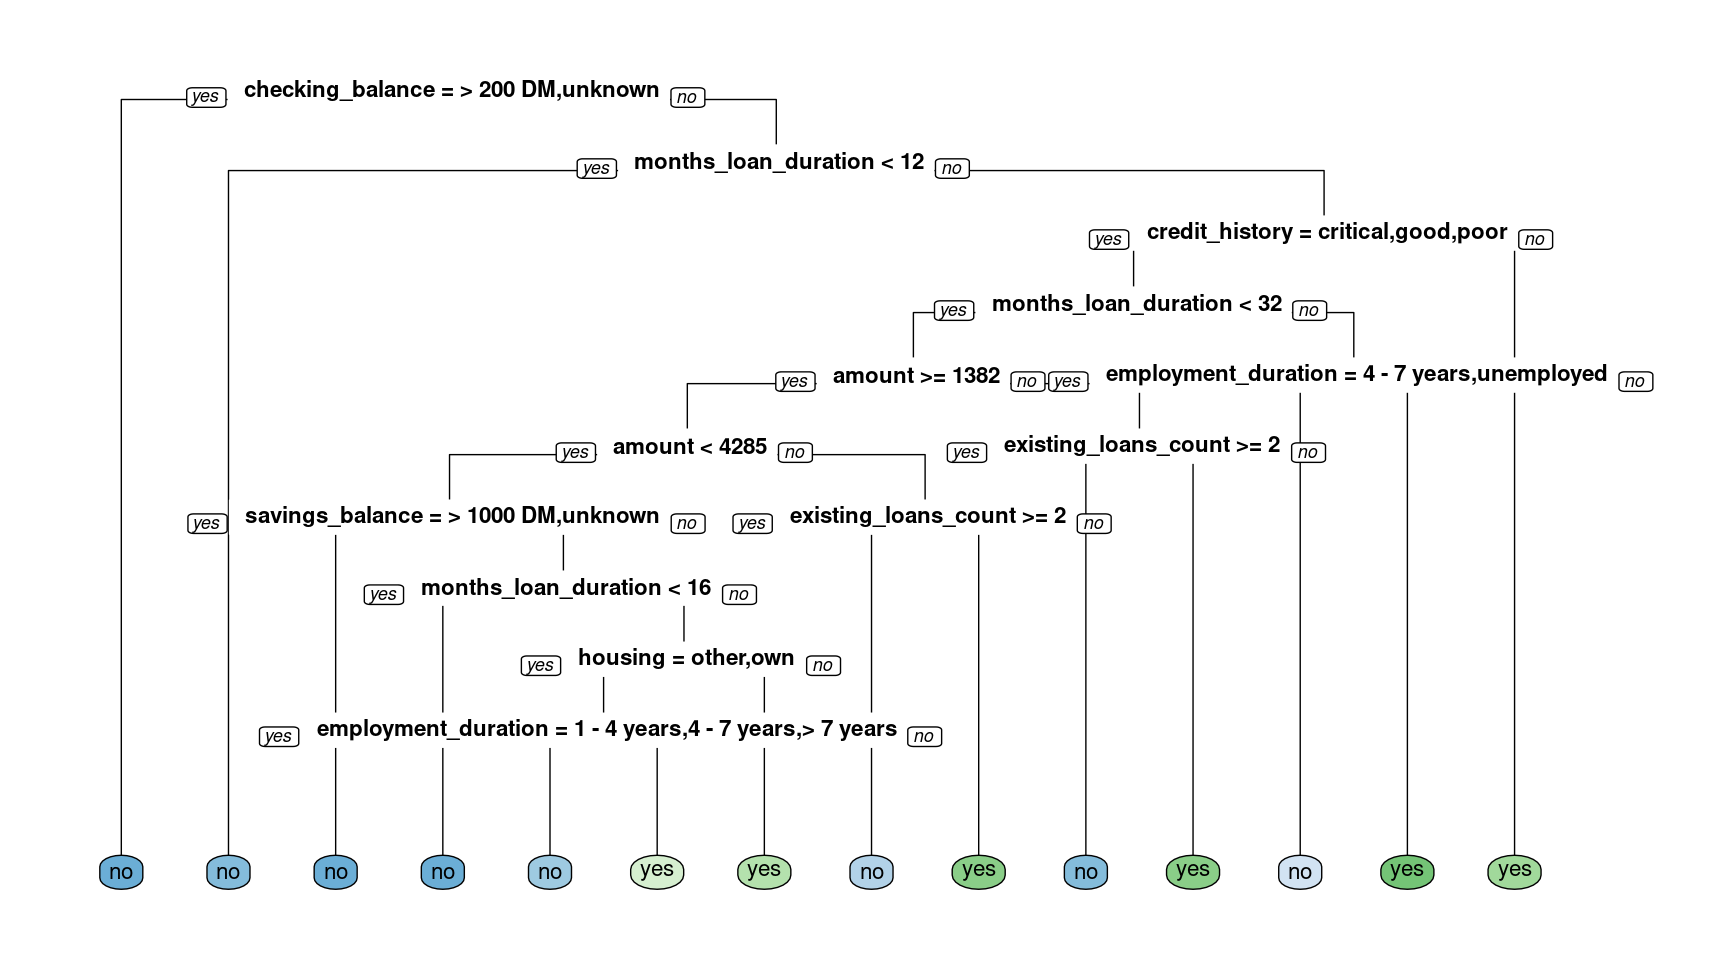 yes checking_balance = > 200 DM,unknown no
yes months_loan_duration < 12 no
yes credit_history = critical,good,poor no
yes months_loan_duration < 32 no
yes amount >= 1382 no yes employment_duration = 4 - 7 years,unemployed no
yes amount < 4285 no yes existing_loans_count >= 2 no
yes savings_balance = > 1000 DM,unknown no yes existing_loans_count >= 2 no
yes months_loan_duration < 16 no
yes housing = other,own no
yes employment_duration = 1 - 4 years,4 - 7 years,> 7 years no
no no no no no yes yes no yes no yes no yes yes